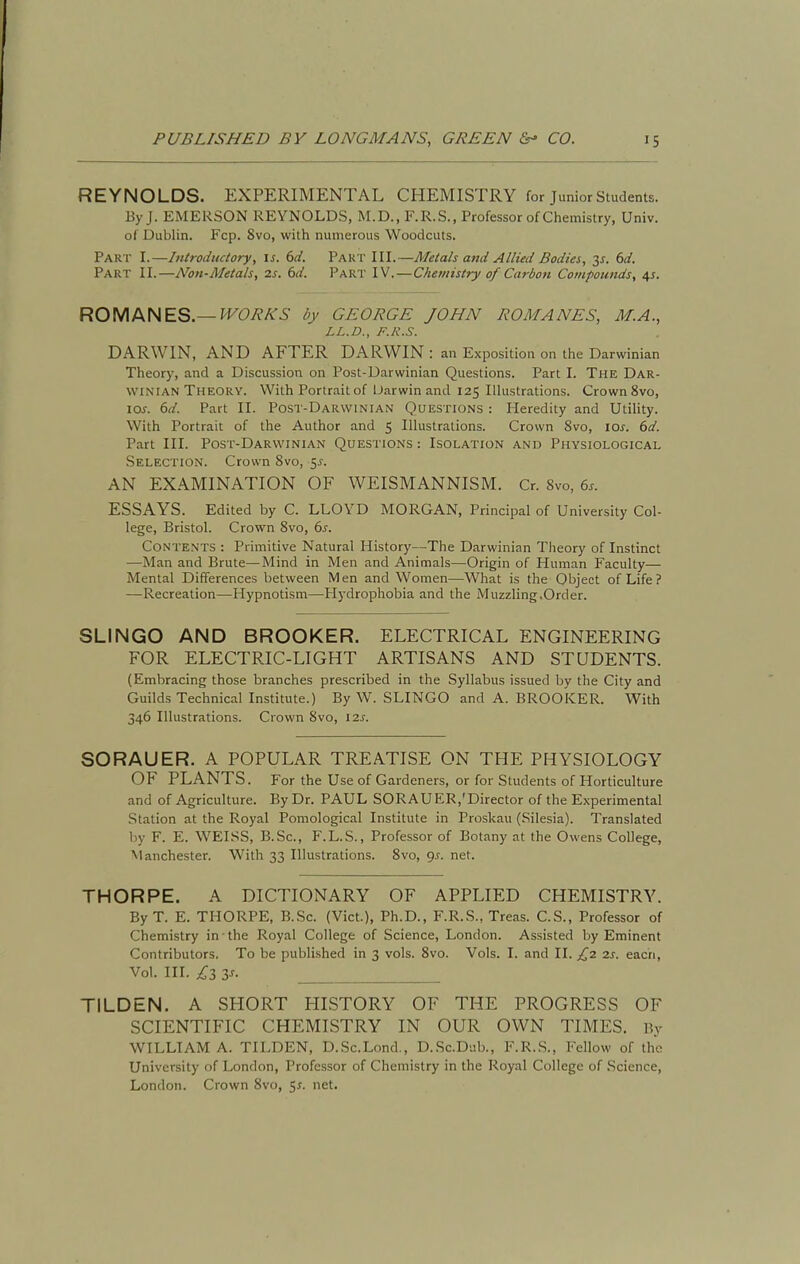 PUBLISHED BY LONGMANS, GREEN & CO. 15
REYNOLDS. EXPERIMENTAL CHEMISTRY for Junior Students.
By J. EMERSON REYNOLDS, M.D., F.R.S., Professor of Chemistry, Univ.
of Dublin. Fcp. 8vo, with numerous Woodcuts.
PART I.—Introductory, 1s. 6d. PART III.—Metals and Allied Bodies, 3s. 6d.
PART II.—Non-Metals, 2s. 6d. PART IV.—Chemistry of Carbon Compounds, 4s.
ROMANES.—WORKS by GEORGE JOHN ROMANES, M.A.,
LL.D., F.R.S.
DARWIN, AND AFTER DARWIN : an Exposition on the Darwinian
Theory, and a Discussion on Post-Darwinian Questions. Part I. THE DAR-
WINIAN THEORY. With Portrait of Darwin and 125 Illustrations. Crown 8vo,
10s. 6d. Part II. POST-DARWINIAN QUESTIONS : Heredity and Utility.
With Portrait of the Author and 5 Illustrations. Crown 8vo, 10s. 6d.
Part III. POST-DARWINIAN QUESTIONS : ISOLATION AND PHYSIOLOGICAL
SELECTION. Crown 8vo, 5s.
AN EXAMINATION OF WEISMANNISM. Cr. 8vo, 6s.
ESSAYS. Edited by C. LLOYD MORGAN, Principal of University Col-
lege, Bristol. Crown 8vo, 6s.
CONTENTS : Primitive Natural History—The Darwinian Theory of Instinct
—Man and Brute—Mind in Men and Animals—Origin of Human Faculty—
Mental Differences between Men and Women—What is the Object of Life?
—Recreation—Hypnotism—Hydrophobia and the Muzzling Order.
SLINGO AND BROOKER. ELECTRICAL ENGINEERING
FOR ELECTRIC-LIGHT ARTISANS AND STUDENTS.
(Embracing those branches prescribed in the Syllabus issued by the City and
Guilds Technical Institute.) By W. SLINGO and A. BROOKER. With
346 Illustrations. Crown 8vo, 12s.
SORAUER. A POPULAR TREATISE ON THE PHYSIOLOGY
OF PLANTS. For the Use of Gardeners, or for Students of Horticulture
and of Agriculture. By Dr. PAUL SORAUER, Director of the Experimental
Station at the Royal Pomological Institute in Proskau (Silesia). Translated
by F. E. WEISS, B.Sc., F.L.S., Professor of Botany at the Owens College,
Manchester. With 33 Illustrations. 8vo, 9s. net.
THORPE. A DICTIONARY OF APPLIED CHEMISTRY.
By T. E. THORPE, B.Sc. (Vict.), Ph.D., F.R.S., Treas. C.S., Professor of
Chemistry in the Royal College of Science, London. Assisted by Eminent
Contributors. To be published in 3 vols. 8vo. Vols. I. and II. £2 2s. each,
Vol. III. £3 3s.
TILDEN. A SHORT HISTORY OF THE PROGRESS OF
SCIENTIFIC CHEMISTRY IN OUR OWN TIMES. By
WILLIAM A. TILDEN, D.Sc.Lond., D.Sc.Dub., F.R.S., Fellow of the
University of London, Professor of Chemistry in the Royal College of Science,
London. Crown 8vo, 5s. net.